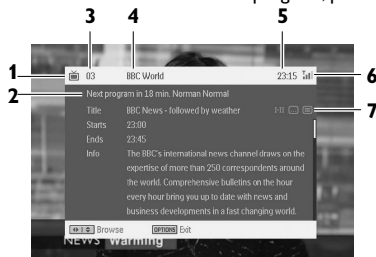 3 4 5
1 03 BBC World 23:15 6
2 Next program in 18 min. Norman Normal
Title BBC News - followed by weather 7
Starts 23:00
Ends 23:45
Info The BBC's international news channel draws on the
expertise of more than 250 correspondents around
the world. Comprehensive bulletins on the hour
every hour bring you up to date with news and
business developments in a fast changing world.
Browse OPTIONS Exit
NEWS Warming